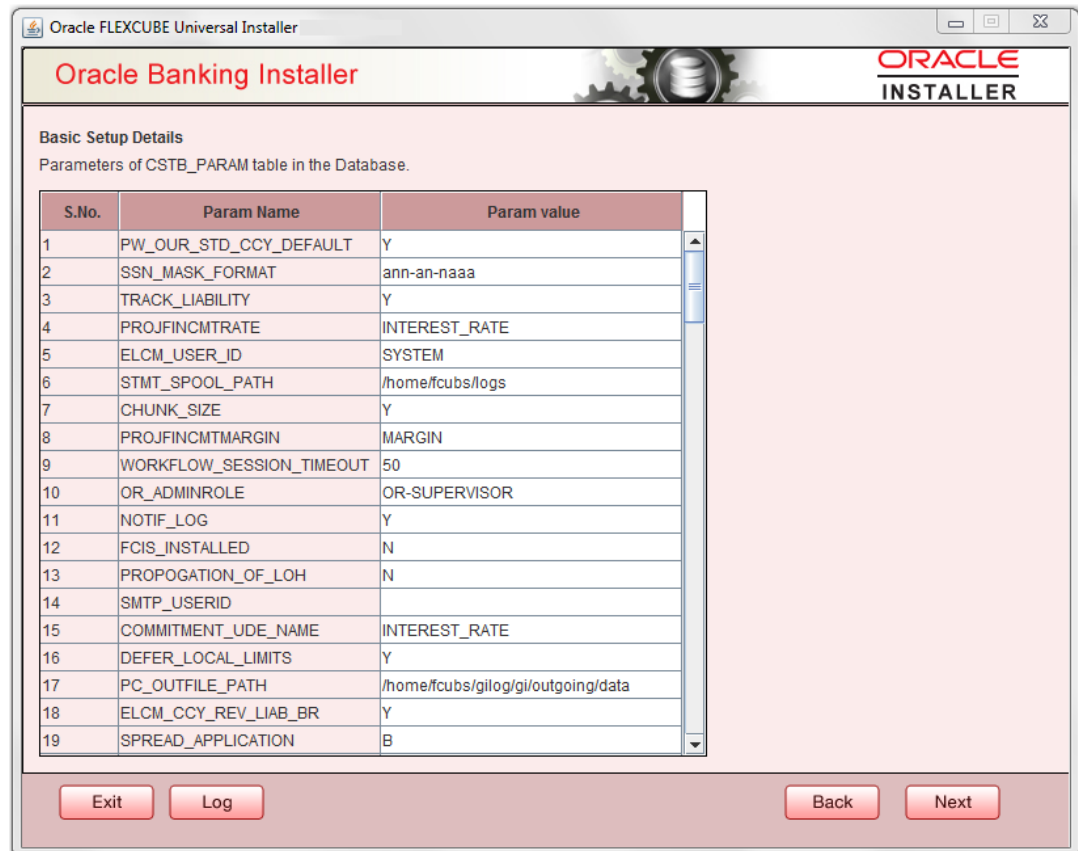 Oracle FLEXCUBE Universal Installer
Oracle Banking Installer
ORACLE
INSTALLER
Basic Setup Details
Parameters of CSTB_PARAM table in the Database.
S.No. Param Name Param value
1 PW_OUR_STD_CCY_DEFAULT Y
2 SSN_MASK_FORMAT ann-an-naaa
3 TRACK_LIABILITY Y
4 PROJFINCMTRATE INTEREST_RATE
5 ELCM_USER_ID SYSTEM
6 STMT_SPOOL_PATH /home/fcubs/logs
7 CHUNK_SIZE Y
8 PROJFINCMTMARGIN MARGIN
9 WORKFLOW_SESSION_TIMEOUT 50
10 OR_ADMINROLE OR-SUPERVISOR
11 NOTIF_LOG Y
12 FCIS_INSTALLED N
13 PROPOGATION_OF_LOH N
14 SMTP_USERID
15 COMMITMENT_UDE_NAME INTEREST_RATE
16 DEFER_LOCAL_LIMITS Y
17 PC_OUTFILE_PATH /home/fcubs/gilog/gi/outgoing/data
18 ELCM_CCY_REV_LIAB_BR Y
19 SPREAD_APPLICATION B
Exit Log Back Next